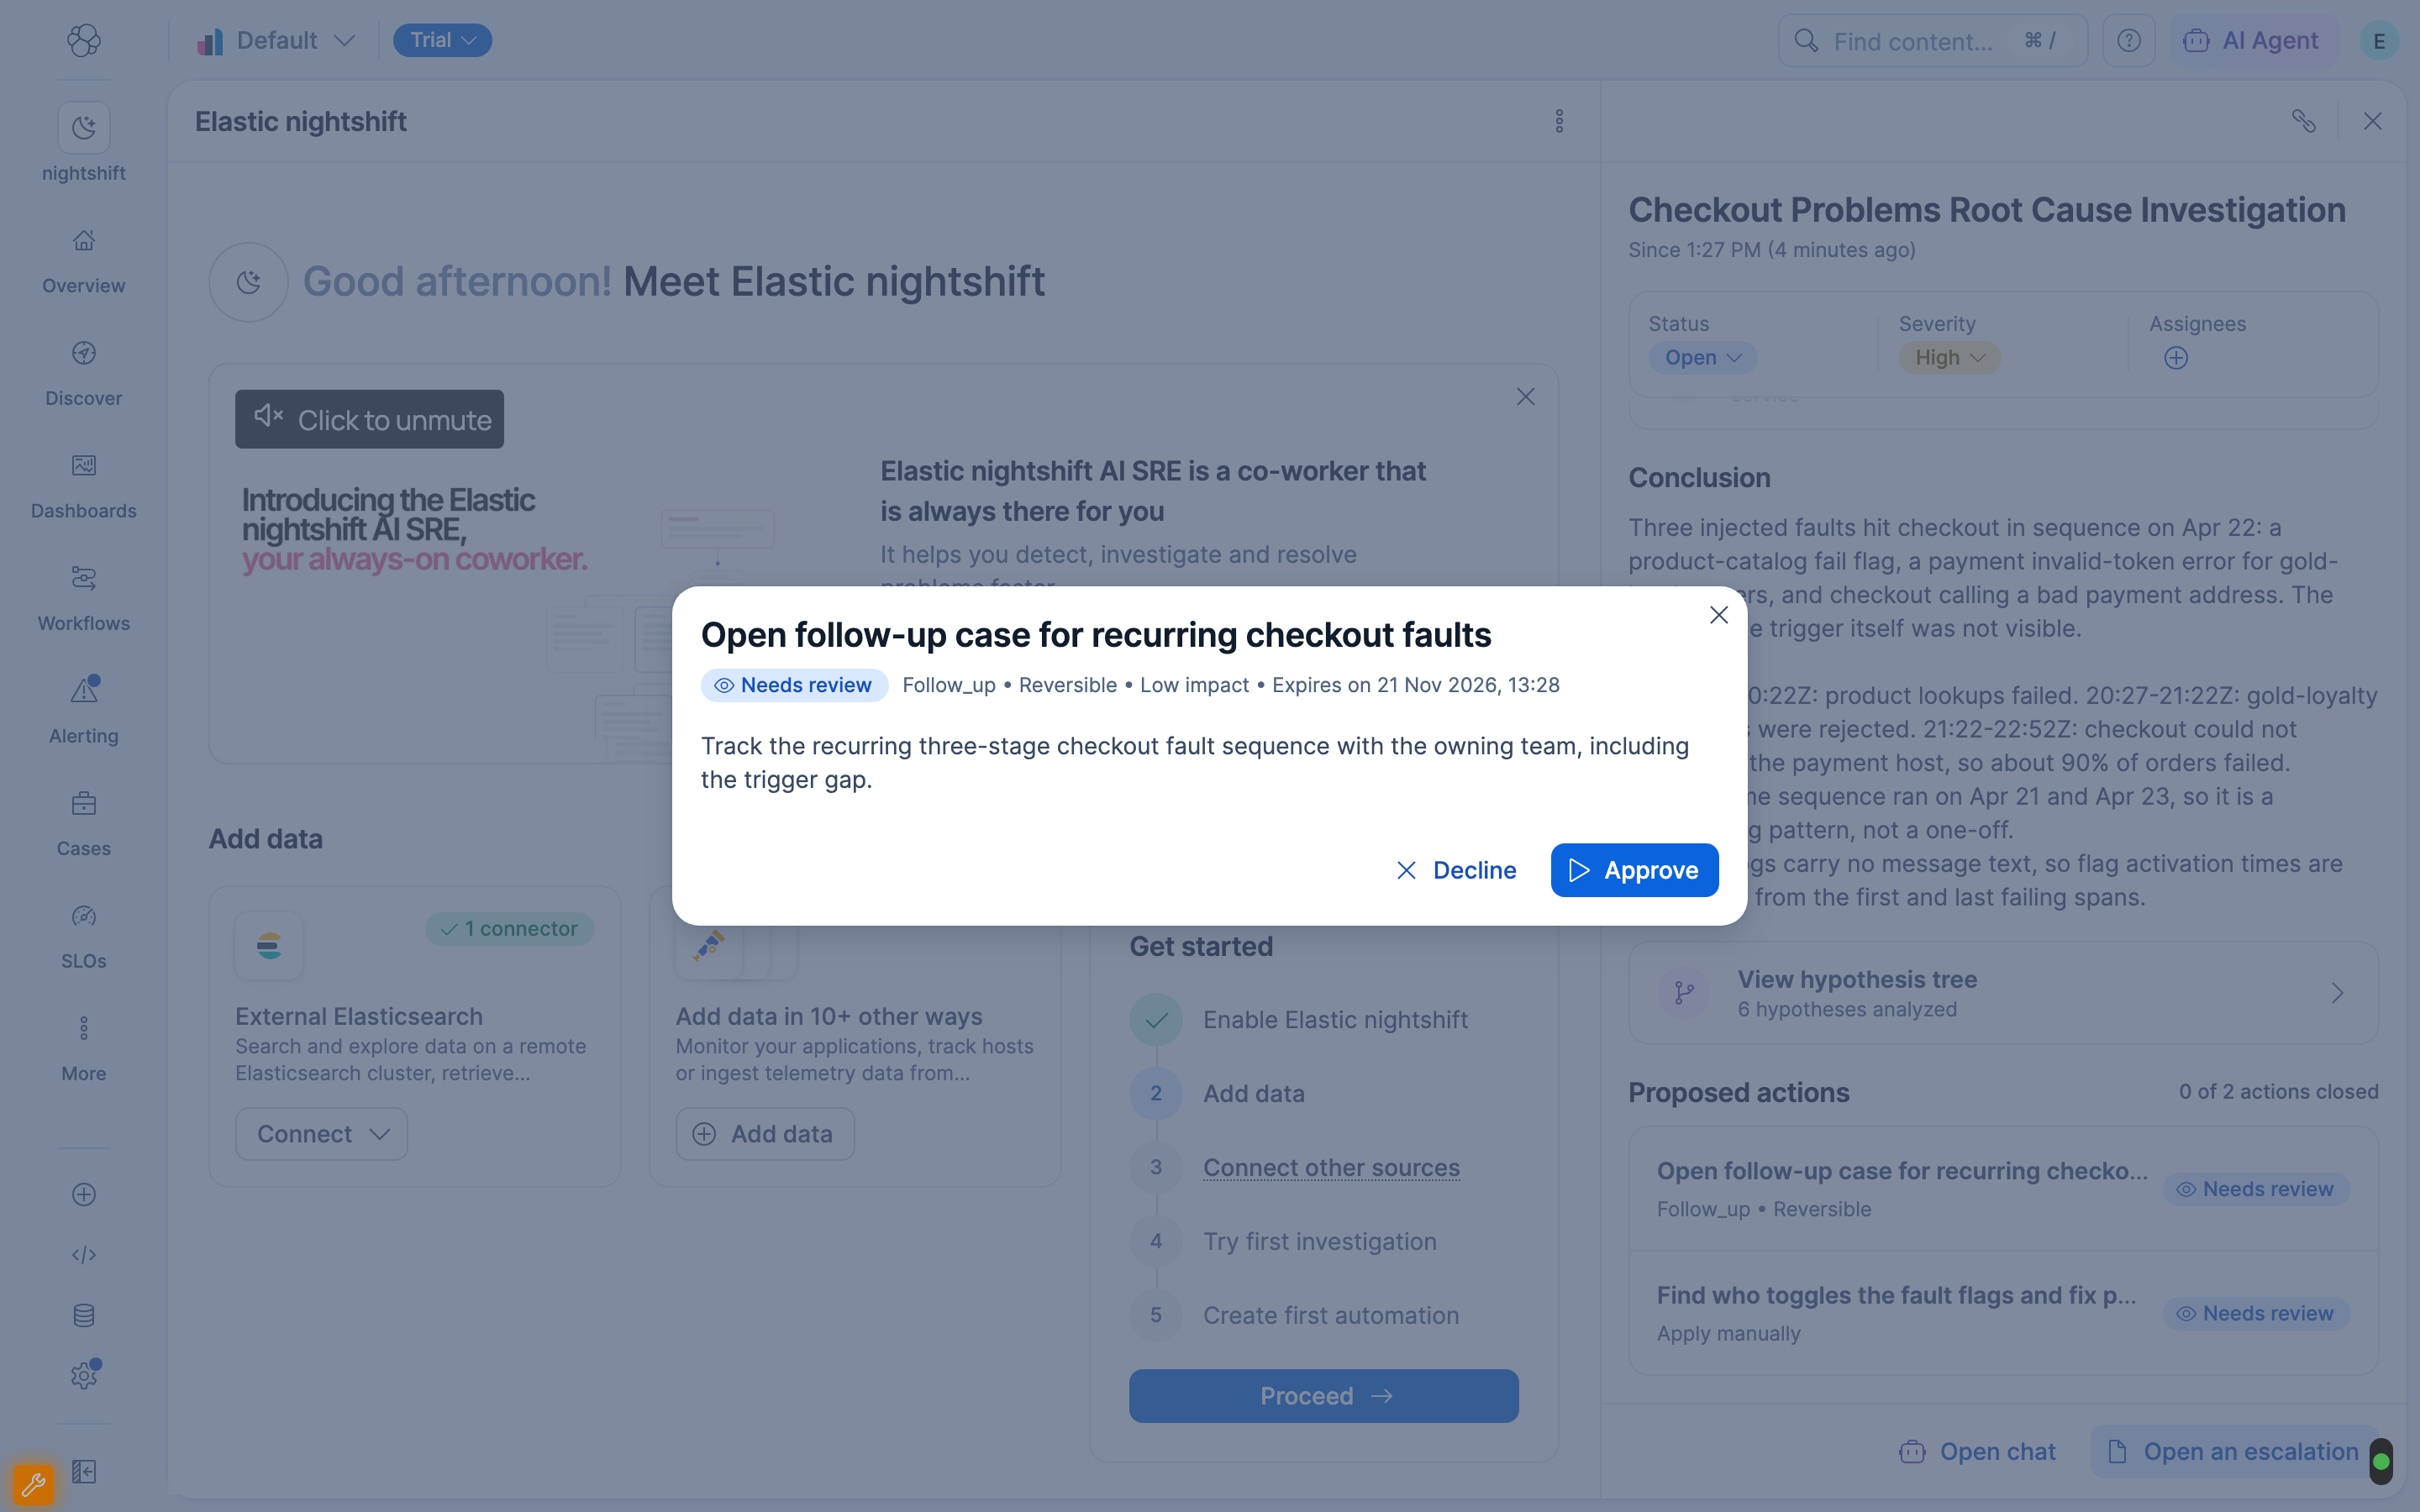 Default
Trial
Find content...
⌘ /
AI Agent
E
nightshift
Overview
Discover
Dashboards
Workflows
Alerting
Cases
SLOs
More
Elastic nightshift
Good afternoon! Meet Elastic nightshift
Click to unmute
Introducing the Elastic
nightshift AI SRE,
your always-on coworker.
Elastic nightshift AI SRE is a co-worker that
is always there for you
It helps you detect, investigate and resolve
problems faster
Add data
1 connector
External Elasticsearch
Search and explore data on a remote
Elasticsearch cluster, retrieve...
Connect
Add data in 10+ other ways
Monitor your applications, track hosts
or ingest telemetry data from...
Add data
Get started
Enable Elastic nightshift
2 Add data
3 Connect other sources
4 Try first investigation
5 Create first automation
Proceed
Open follow-up case for recurring checkout faults
Needs review Follow_up • Reversible • Low impact • Expires on 21 Nov 2026, 13:28
Track the recurring three-stage checkout fault sequence with the owning team, including
the trigger gap.
Decline
Approve
Checkout Problems Root Cause Investigation
Since 1:27 PM (4 minutes ago)
Status
Open
Severity
High
Assignees
Conclusion
Three injected faults hit checkout in sequence on Apr 22: a
product-catalog fail flag, a payment invalid-token error for gold-
ers, and checkout calling a bad payment address. The
e trigger itself was not visible.
0:22Z: product lookups failed. 20:27-21:22Z: gold-loyalty
s were rejected. 21:22-22:52Z: checkout could not
the payment host, so about 90% of orders failed.
ne sequence ran on Apr 21 and Apr 23, so it is a
g pattern, not a one-off.
gs carry no message text, so flag activation times are
from the first and last failing spans.
View hypothesis tree
6 hypotheses analyzed
Proposed actions
0 of 2 actions closed
Open follow-up case for recurring checko...
Follow_up • Reversible
Needs review
Find who toggles the fault flags and fix p...
Apply manually
Needs review
Open chat
Open an escalation